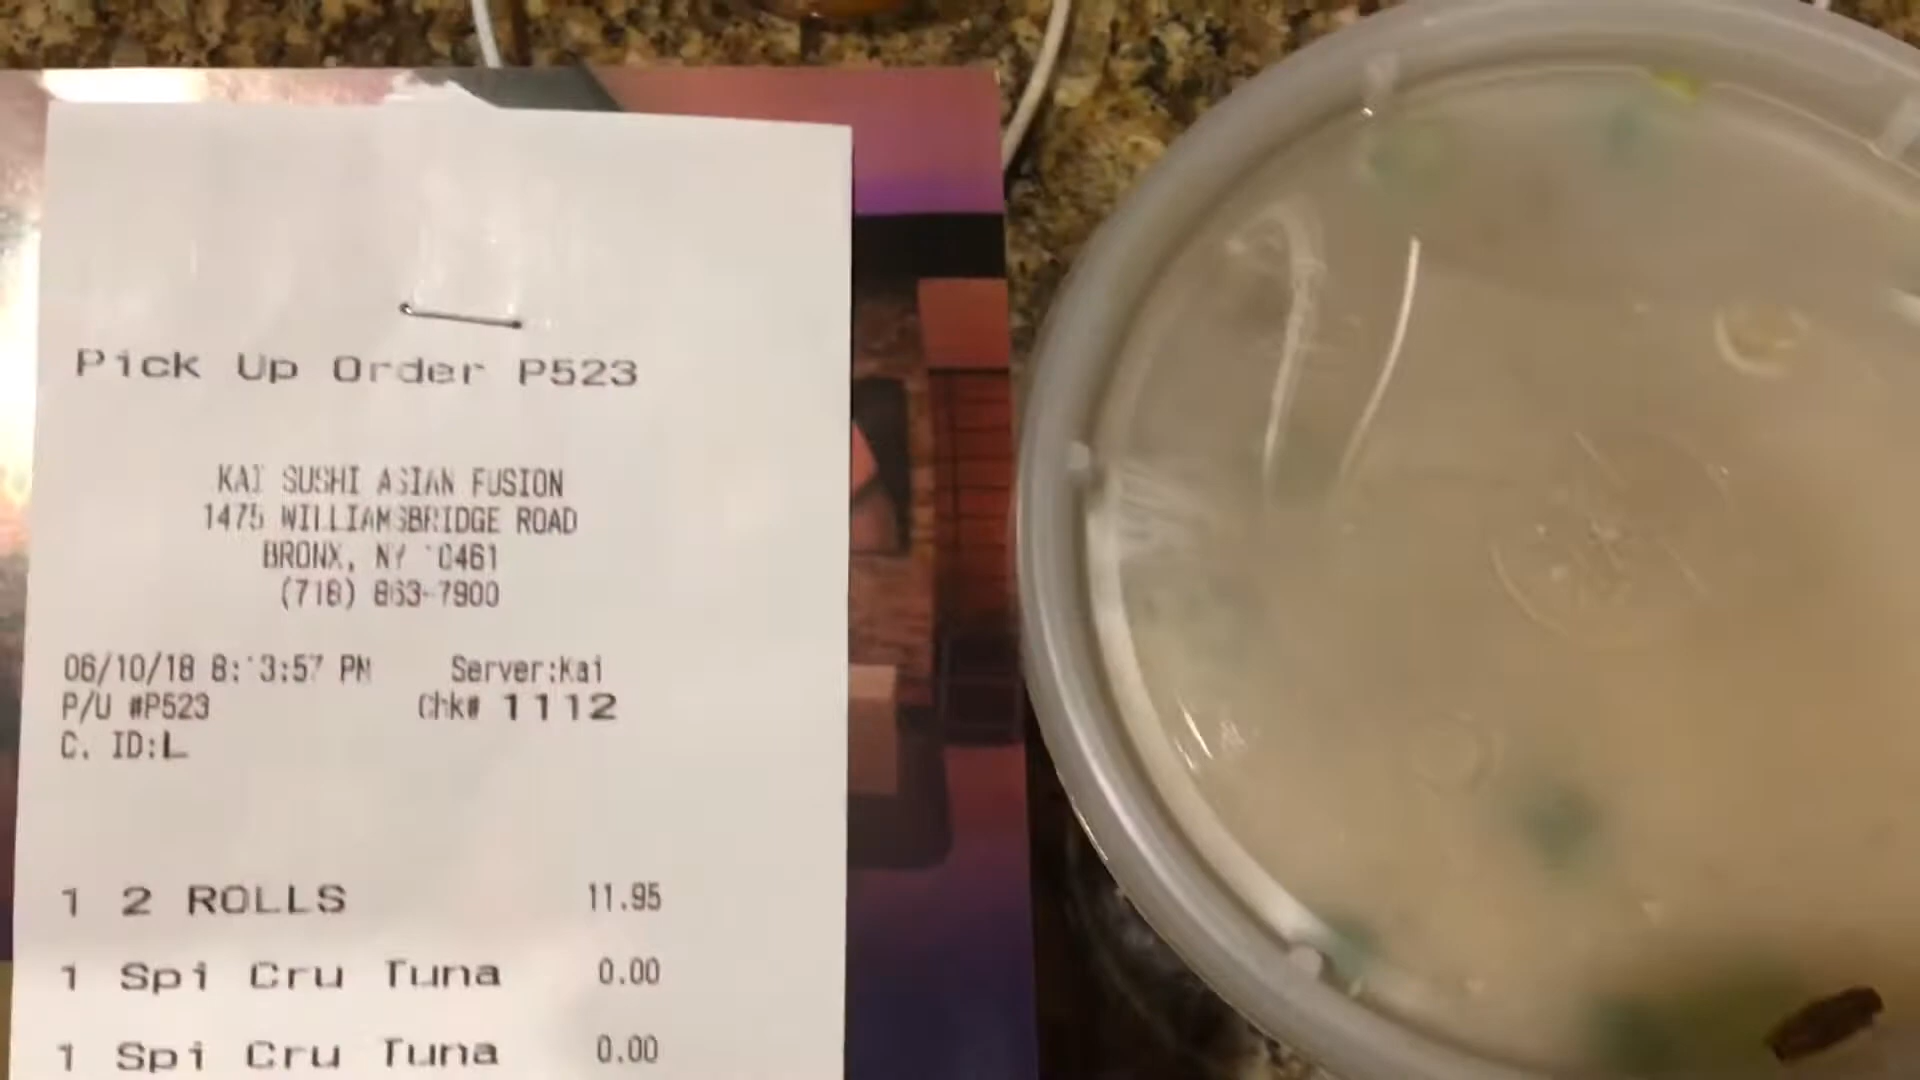 Pick Up Order P523
KAI SUSHI ASIAN FUSION
1475 WILLIAMSBRIDGE ROAD
BRONX, NY 10461
(718) 863-7900
06/10/18 PM Server:Kai
P/U #P523 Chk# 1112
C. ID:L
1 2 ROLLS 11.95
1 Spi Cru Tuna 0.00
1 Spi Cru Tuna 0.00